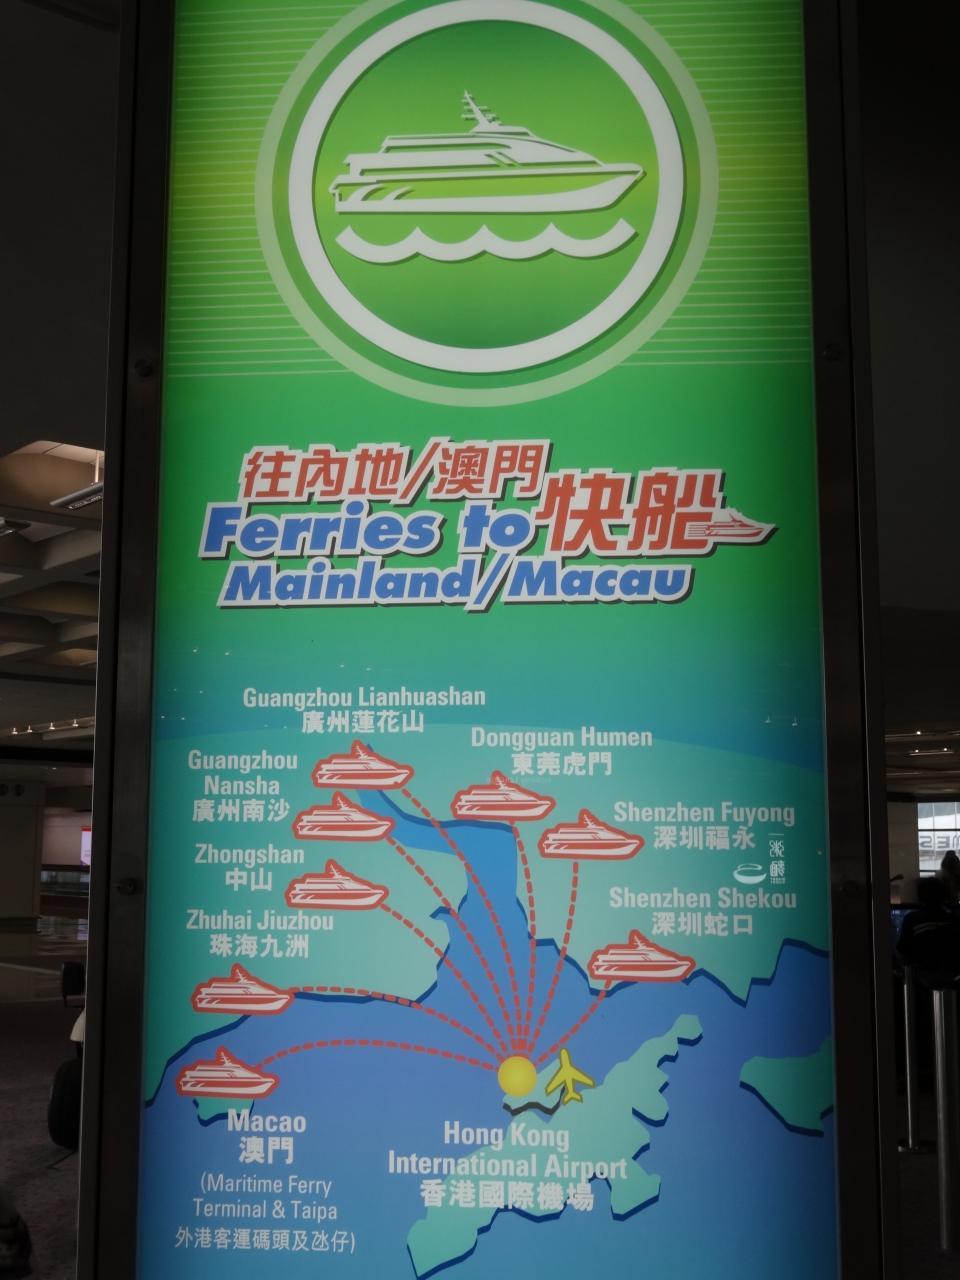 往內地/澳門快船
Ferries to
Mainland/Macau
Guangzhou Lianhuashan
廣州蓮花山
Dongguan Humen
東莞虎門
Guangzhou
Nansha
廣州南沙
Shenzhen Fuyong
深圳福永
Zhongshan
中山
Shenzhen Shekou
深圳蛇口
Zhuhai Jiuzhou
珠海九洲
Macao
澳門
(Maritime Ferry
Terminal & Taipa
外港客運碼頭及氹仔)
Hong Kong
International Airport
香港國際機場